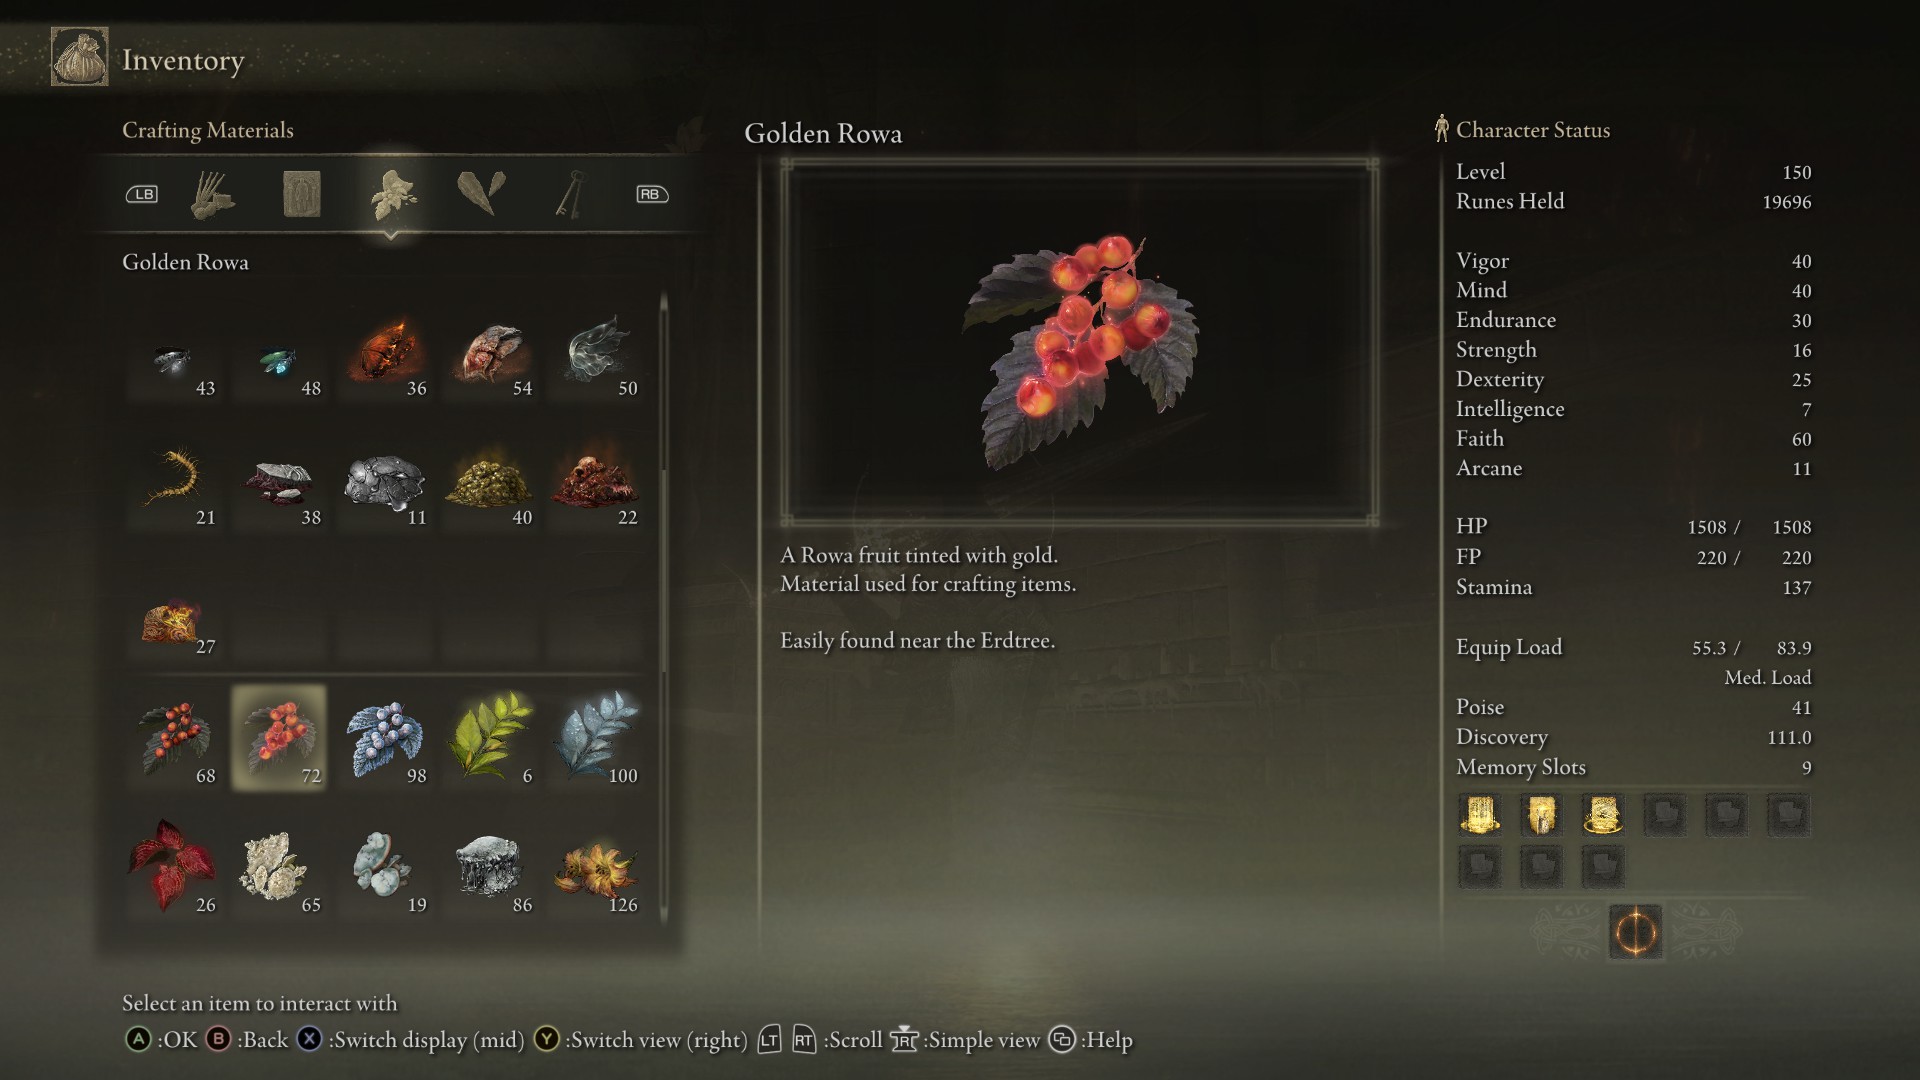 Inventory
Crafting Materials
LB
RB
Golden Rowa
43 48 36 54 50
21 38 11 40 22
27
68 72 98 6 100
26 65 19 86 126
Golden Rowa
A Rowa fruit tinted with gold.
Material used for crafting items.
Easily found near the Erdtree.
Character Status
Level 150
Runes Held 19696
Vigor 40
Mind 40
Endurance 30
Strength 16
Dexterity 25
Intelligence 7
Faith 60
Arcane 11
HP 1508 / 1508
FP 220 / 220
Stamina 137
Equip Load 55.3 / 83.9
Med. Load
Poise 41
Discovery 111.0
Memory Slots 9
Select an item to interact with
A :OK B :Back X :Switch display (mid) Y :Switch view (right) LT RT :Scroll R :Simple view :Help